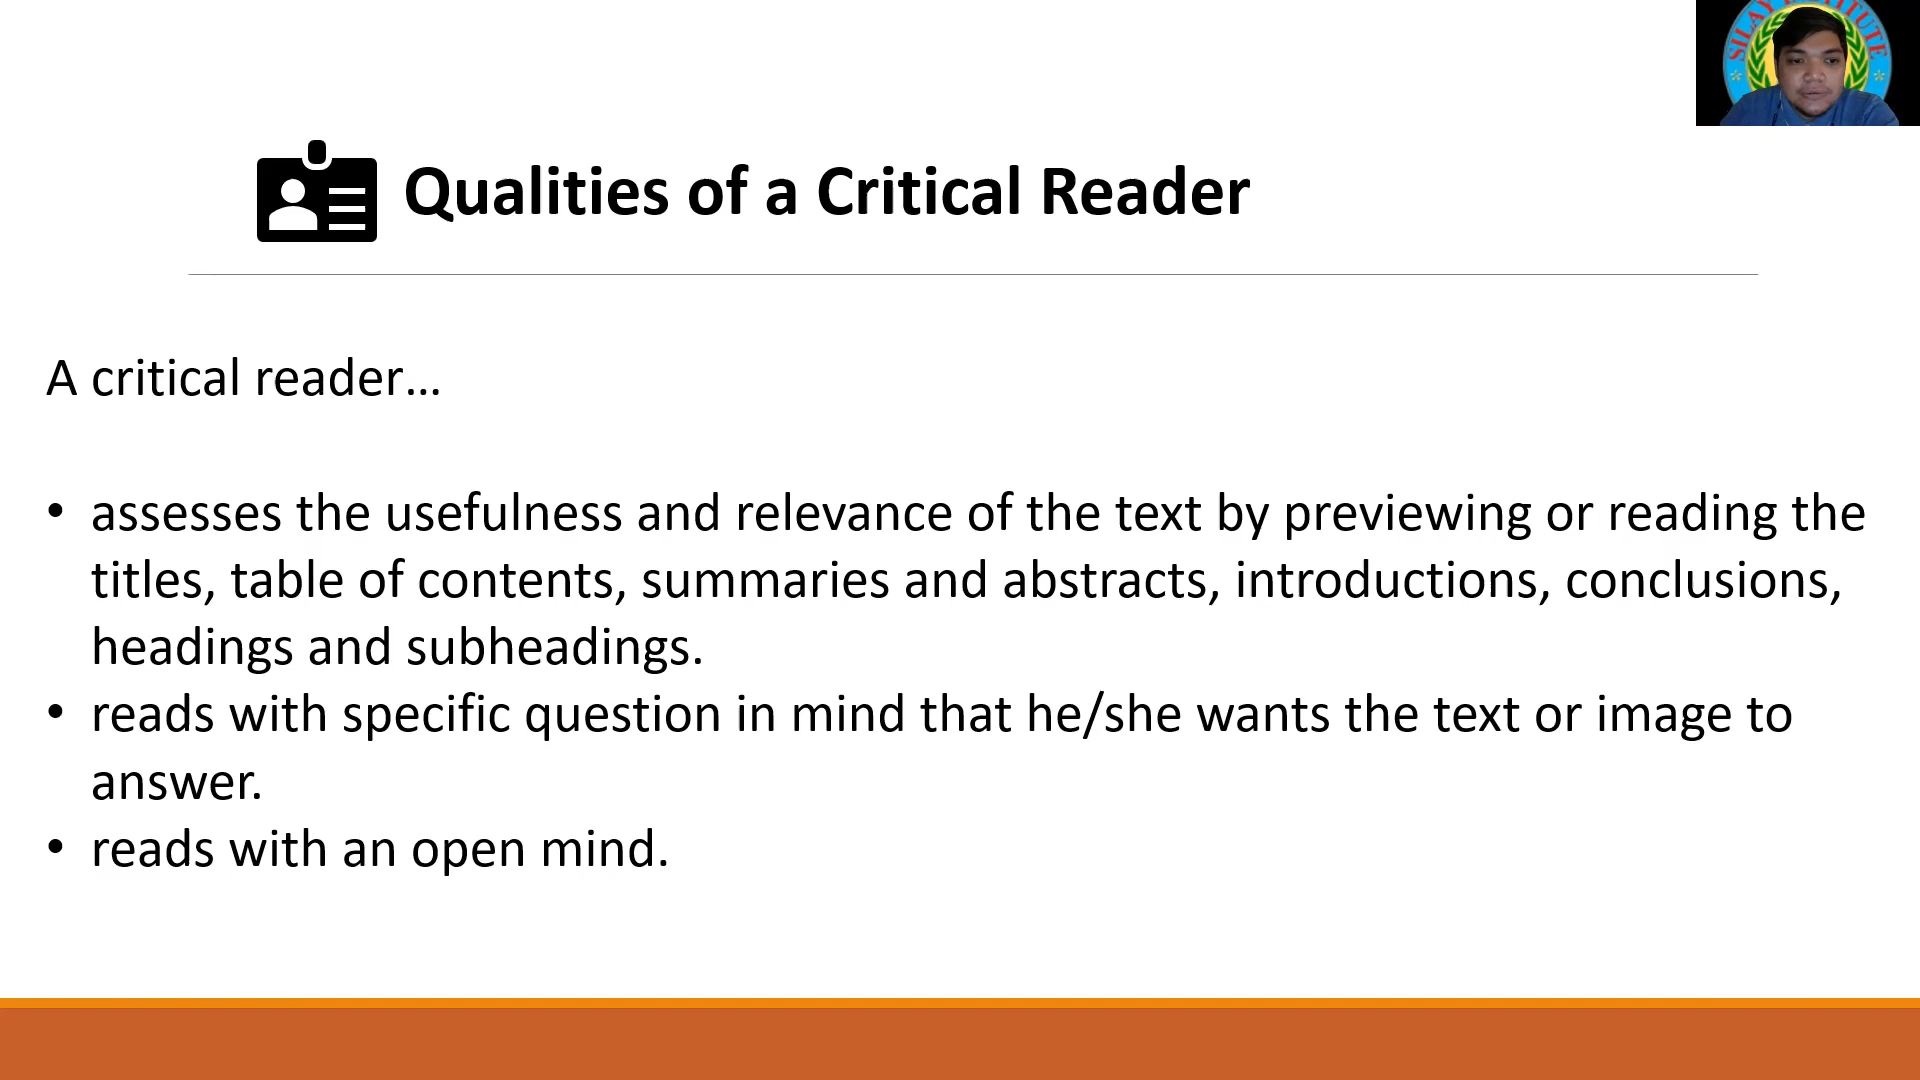 SILAY INSTITUTE
Qualities of a Critical Reader
A critical reader…
• assesses the usefulness and relevance of the text by previewing or reading the
titles, table of contents, summaries and abstracts, introductions, conclusions,
headings and subheadings.
• reads with specific question in mind that he/she wants the text or image to
answer.
• reads with an open mind.